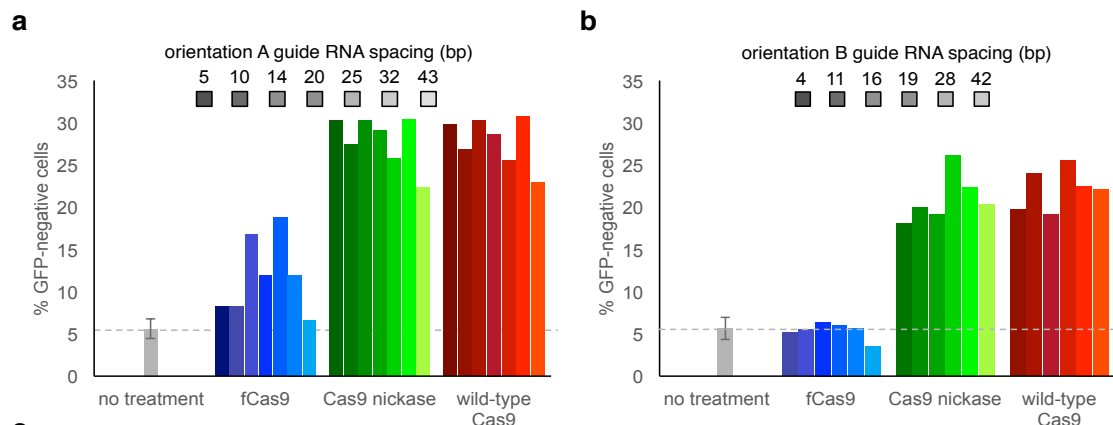 a
orientation A guide RNA spacing (bp)
5 10 14 20 25 32 43
% GFP-negative cells
35
30
25
20
15
10
5
0
no treatment fCas9 Cas9 nickase wild-type
Cas9
b
orientation B guide RNA spacing (bp)
4 11 16 19 28 42
% GFP-negative cells
35
30
25
20
15
10
5
0
no treatment fCas9 Cas9 nickase wild-type
Cas9